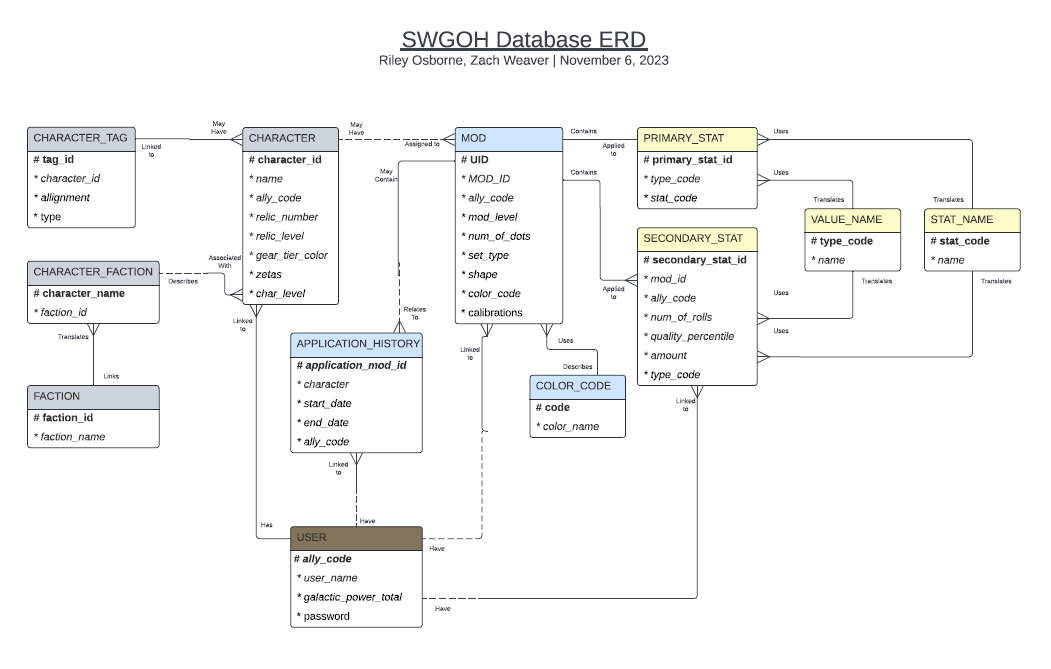 SWGOH Database ERD
Riley Osborne, Zach Weaver | November 6, 2023
CHARACTER_TAG
# tag_id
* character_id
* allignment
* type
Linked
to
May
Have
CHARACTER
# character_id
* name
* ally_code
* relic_number
* relic_level
* gear_tier_color
* zetas
* char_level
May
Have
Assigned to
MOD
# UID
* MOD_ID
* ally_code
* mod_level
* num_of_dots
* set_type
* shape
* color_code
* calibrations
Contains
Applied
to
Contains
Applied
to
PRIMARY_STAT
# primary_stat_id
* type_code
* stat_code
Uses
Uses
Translates
Translates
VALUE_NAME
# type_code
* name
STAT_NAME
# stat_code
* name
Translates
Translates
SECONDARY_STAT
# secondary_stat_id
* mod_id
* ally_code
* num_of_rolls
* quality_percentile
* amount
* type_code
Uses
Uses
Linked
to
CHARACTER_FACTION
# character_name
* faction_id
Associated
With
Describes
Translates
Links
FACTION
# faction_id
* faction_name
Linked
to
May
Contain
Relates
To
APPLICATION_HISTORY
# application_mod_id
* character
* start_date
* end_date
* ally_code
Linked
to
Linked
to
Uses
Describes
COLOR_CODE
# code
* color_name
Has
Have
USER
# ally_code
* user_name
* galactic_power_total
* password
Have
Have